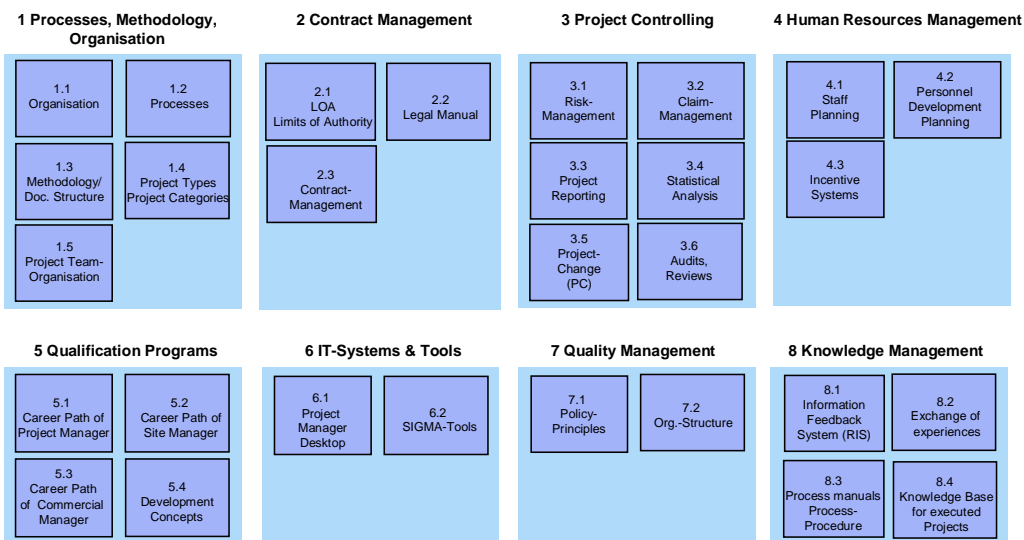 1 Processes, Methodology,
Organisation
1.1
Organisation
1.2
Processes
1.3
Methodology/
Doc. Structure
1.4
Project Types
Project Categories
1.5
Project Team-
Organisation
2 Contract Management
2.1
LOA
Limits of Authority
2.2
Legal Manual
2.3
Contract-
Management
3 Project Controlling
3.1
Risk-
Management
3.2
Claim-
Management
3.3
Project
Reporting
3.4
Statistical
Analysis
3.5
Project-
Change
(PC)
3.6
Audits,
Reviews
4 Human Resources Management
4.1
Staff
Planning
4.2
Personnel
Development
Planning
4.3
Incentive
Systems
5 Qualification Programs
5.1
Career Path of
Project Manager
5.2
Career Path of
Site Manager
5.3
Career Path
of Commercial
Manager
5.4
Development
Concepts
6 IT-Systems & Tools
6.1
Project
Manager
Desktop
6.2
SIGMA-Tools
7 Quality Management
7.1
Policy-
Principles
7.2
Org.-Structure
8 Knowledge Management
8.1
Information
Feedback
System (RIS)
8.2
Exchange of
experiences
8.3
Process manuals
Process-
Procedure
8.4
Knowledge Base
for executed
Projects